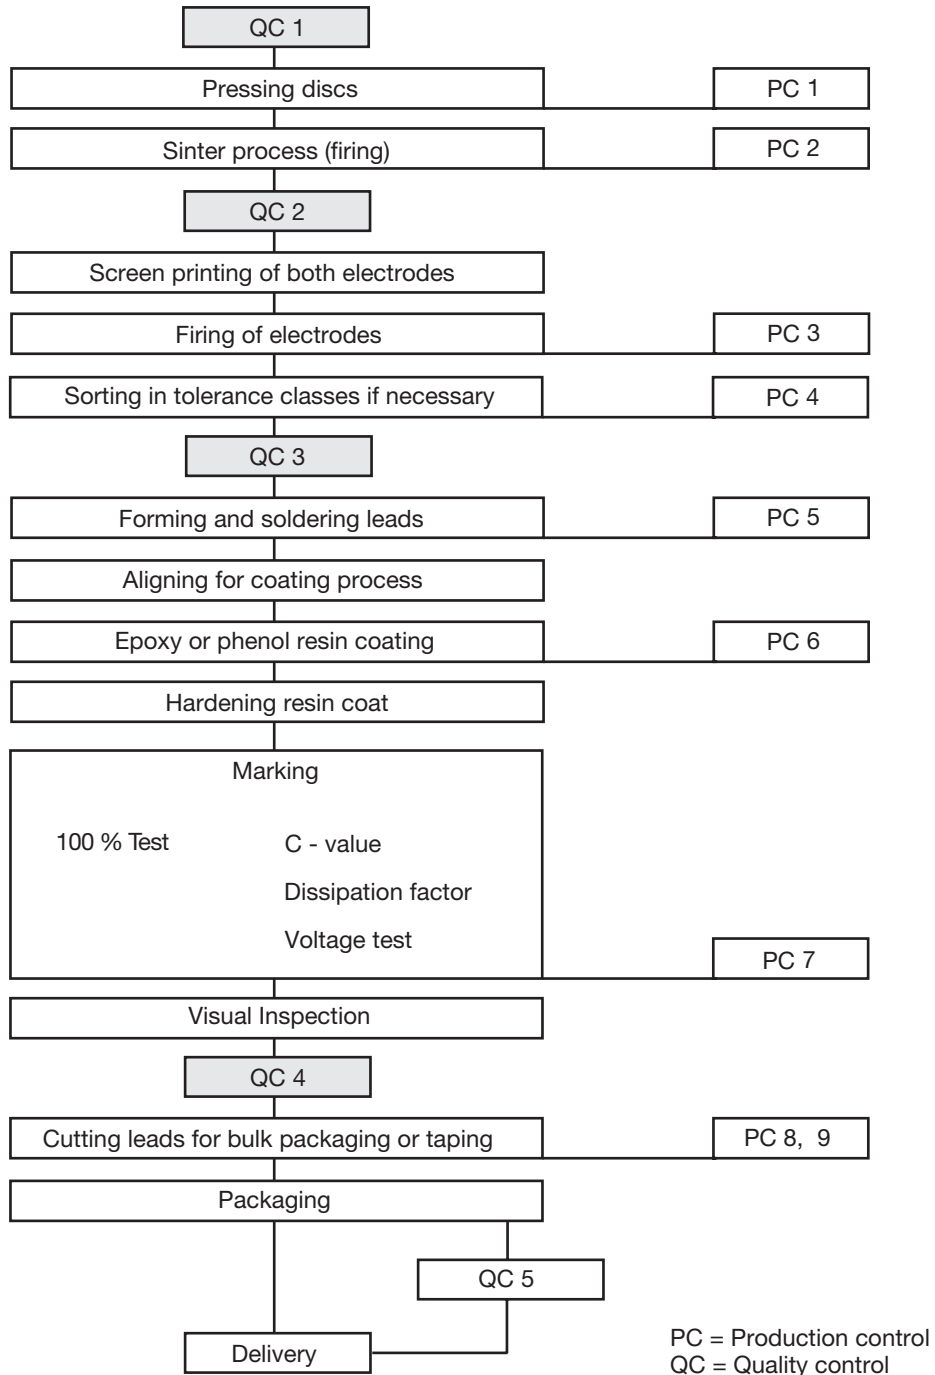 QC 1
Pressing discs
PC 1
Sinter process (firing)
PC 2
QC 2
Screen printing of both electrodes
Firing of electrodes
PC 3
Sorting in tolerance classes if necessary
PC 4
QC 3
Forming and soldering leads
PC 5
Aligning for coating process
Epoxy or phenol resin coating
PC 6
Hardening resin coat
Marking
100 % Test
C - value
Dissipation factor
Voltage test
PC 7
Visual Inspection
QC 4
Cutting leads for bulk packaging or taping
PC 8, 9
Packaging
QC 5
Delivery
PC = Production control
QC = Quality control